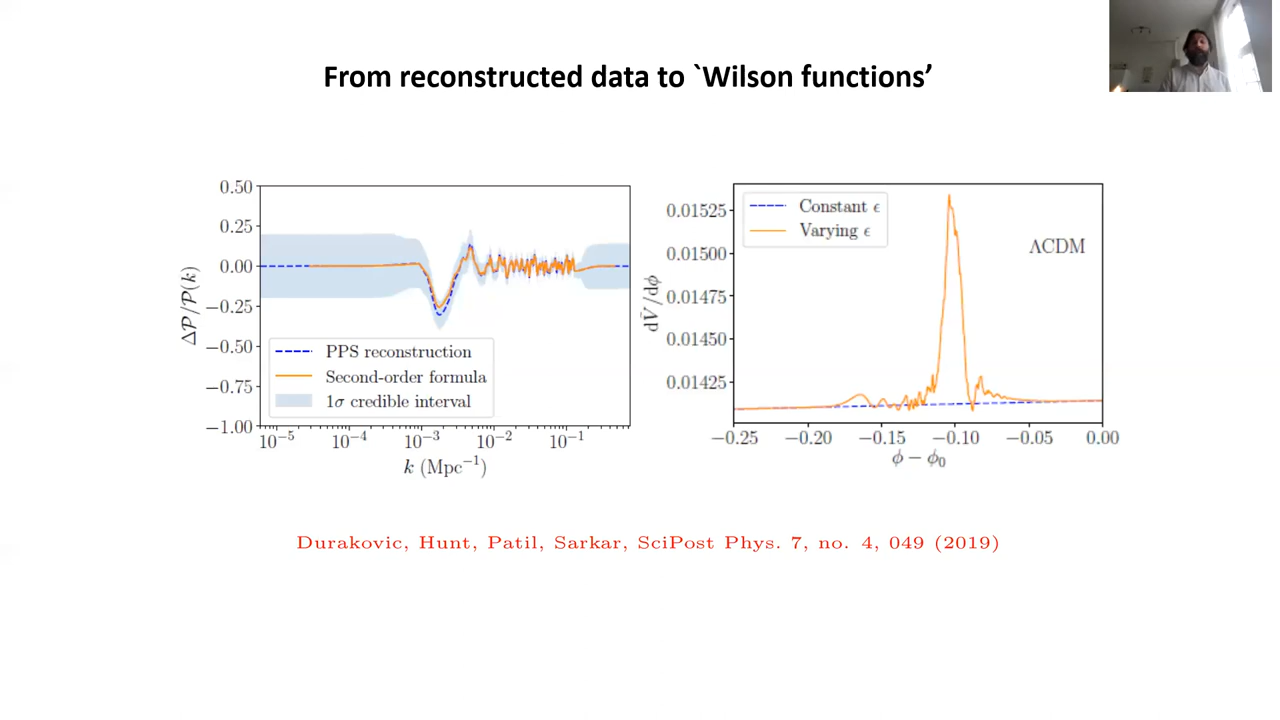 From reconstructed data to `Wilson functions’
0.50
0.25
0.00
−0.25
−0.50
−0.75
−1.00
Δ𝒫/𝒫(k)
PPS reconstruction
Second-order formula
1σ credible interval
10⁻⁵ 10⁻⁴ 10⁻³ 10⁻² 10⁻¹
k (Mpc⁻¹)
0.01525
0.01500
0.01475
0.01450
0.01425
dṼ/dϕ
Constant ϵ
Varying ϵ
ΛCDM
−0.25 −0.20 −0.15 −0.10 −0.05 0.00
ϕ − ϕ₀
Durakovic, Hunt, Patil, Sarkar, SciPost Phys. 7, no. 4, 049 (2019)